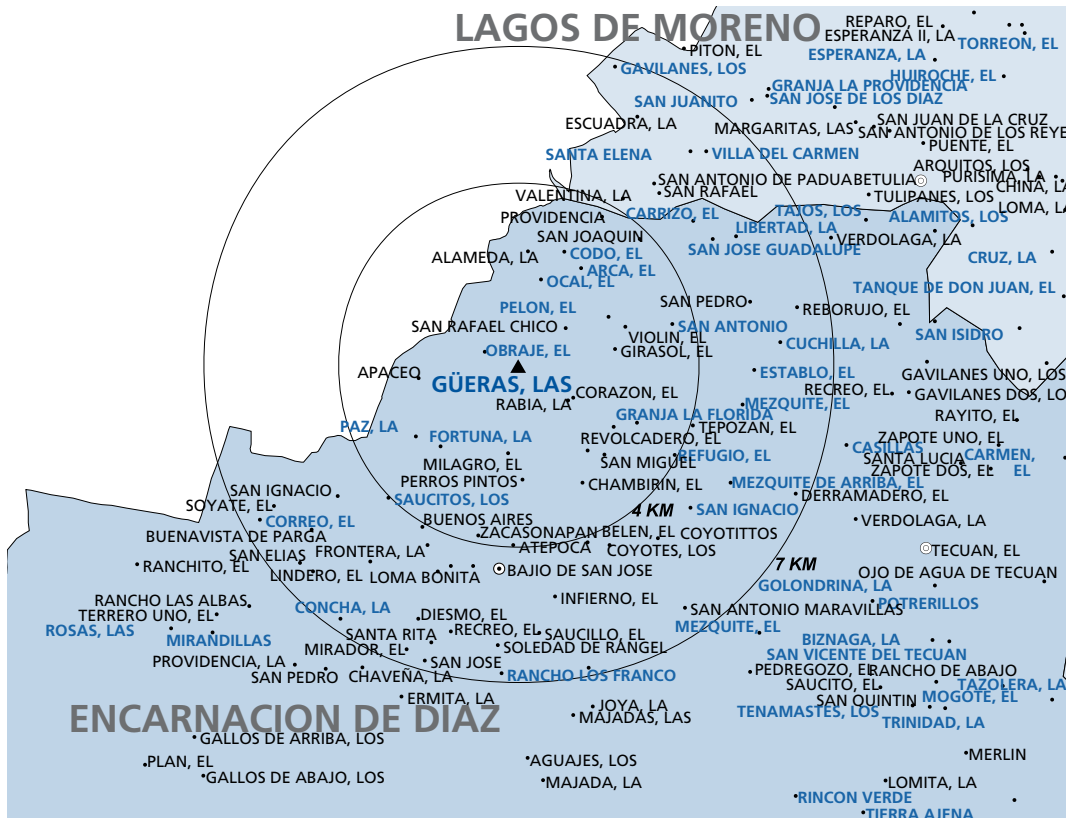 LAGOS DE MORENO
REPARO, EL
ESPERANZA II, LA
TORREON, EL
PITON, EL
ESPERANZA, LA
GAVILANES, LOS
HUIROCHE, EL
GRANJA LA PROVIDENCIA
SAN JUANITO
SAN JOSE DE LOS DIAZ
ESCUADRA, LA
MARGARITAS, LAS
SAN JUAN DE LA CRUZ
SAN ANTONIO DE LOS REYE
PUENTE, EL
SANTA ELENA
VILLA DEL CARMEN
ARQUITOS, LOS
SAN ANTONIO DE PADUA
BETULIA
PURISIMA, LA
CHINA, LA
VALENTINA, LA
SAN RAFAEL
TULIPANES, LOS
LOMA, LA
PROVIDENCIA
CARRIZO, EL
TAJOS, LOS
ALAMITOS, LOS
LIBERTAD, LA
SAN JOAQUIN
VERDOLAGA, LA
SAN JOSE GUADALUPE
ALAMEDA, LA
CODO, EL
CRUZ, LA
ARCA, EL
OCAL, EL
TANQUE DE DON JUAN, EL
PELON, EL
SAN PEDRO
REBORUJO, EL
SAN RAFAEL CHICO
SAN ANTONIO
SAN ISIDRO
VIOLIN, EL
CUCHILLA, LA
OBRAJE, EL
GIRASOL, EL
APACEO
ESTABLO, EL
GAVILANES UNO, LOS
GÜERAS, LAS
CORAZON, EL
RECREO, EL
GAVILANES DOS, LO
RABIA, LA
MEZQUITE, EL
GRANJA LA FLORIDA
RAYITO, EL
PAZ, LA
TEPOZAN, EL
FORTUNA, LA
REVOLCADERO, EL
ZAPOTE UNO, EL
CASILLAS
REFUGIO, EL
SANTA LUCIA
CARMEN,
EL
MILAGRO, EL
SAN MIGUEL
ZAPOTE DOS, EL
PERROS PINTOS
CHAMBIRIN, EL
MEZQUITE DE ARRIBA, EL
SAN IGNACIO
SAUCITOS, LOS
DERRAMADERO, EL
SOYATE, EL
4 KM
SAN IGNACIO
CORREO, EL
BUENOS AIRES
VERDOLAGA, LA
BUENAVISTA DE PARGA
ZACASONAPAN
BELEN, EL
COYOTITTOS
SAN ELIAS
FRONTERA, LA
ATEPOCA
COYOTES, LOS
TECUAN, EL
RANCHITO, EL
LINDERO, EL
LOMA BONITA
BAJIO DE SAN JOSE
7 KM
OJO DE AGUA DE TECUAN
GOLONDRINA, LA
RANCHO LAS ALBAS
INFIERNO, EL
POTRERILLOS
TERRERO UNO, EL
CONCHA, LA
DIESMO, EL
SAN ANTONIO MARAVILLAS
ROSAS, LAS
MIRANDILLAS
SANTA RITA
RECREO, EL
SAUCILLO, EL
MEZQUITE, EL
BIZNAGA, LA
MIRADOR, EL
SOLEDAD DE RANGEL
SAN VICENTE DEL TECUAN
PROVIDENCIA, LA
SAN JOSE
SAN PEDRO
CHAVEÑA, LA
RANCHO LOS FRANCO
PEDREGOZO, EL
RANCHO DE ABAJO
SAUCITO, EL
TAZOLERA, LA
ERMITA, LA
SAN QUINTIN
MOGOTE, EL
ENCARNACION DE DIAZ
JOYA, LA
MAJADAS, LAS
TENAMASTES, LOS
TRINIDAD, LA
GALLOS DE ARRIBA, LOS
MERLIN
PLAN, EL
AGUAJES, LOS
GALLOS DE ABAJO, LOS
MAJADA, LA
LOMITA, LA
RINCON VERDE
TIERRA AJENA